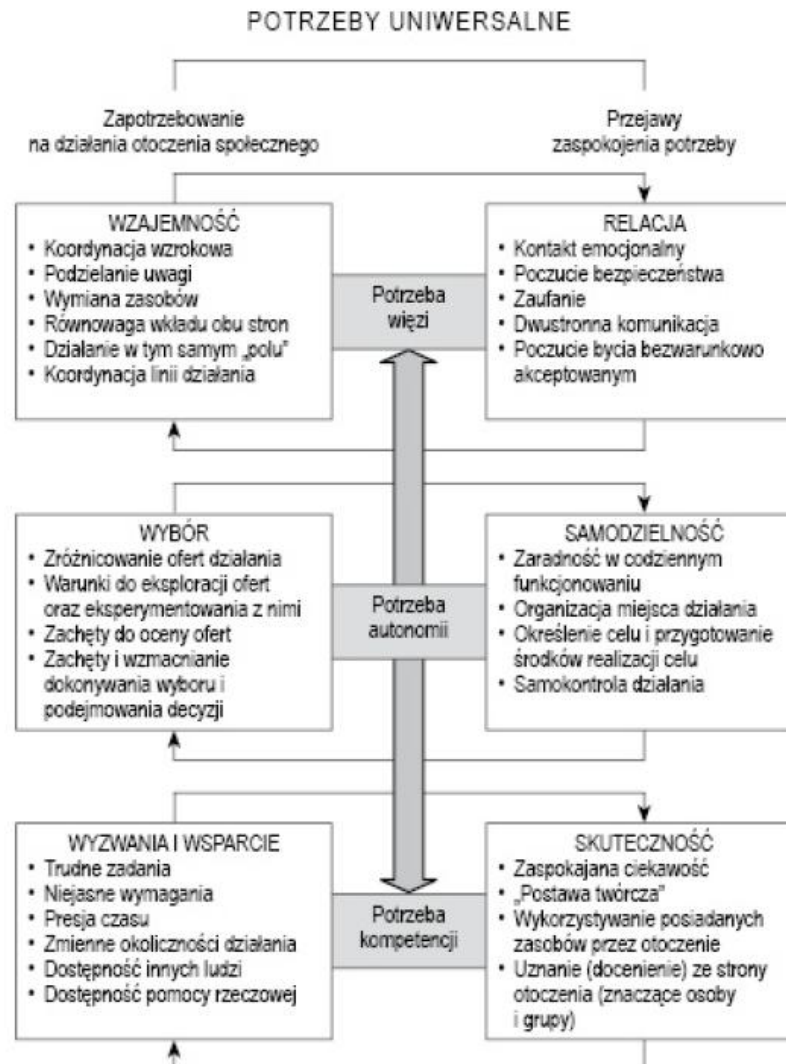 POTRZEBY UNIWERSALNE
Zapotrzebowanie
na działania otoczenia społecznego
Przejawy
zaspokojenia potrzeby
WZAJEMNOŚĆ
• Koordynacja wzrokowa
• Podzielanie uwagi
• Wymiana zasobów
• Równowaga wkładu obu stron
• Działanie w tym samym „polu”
• Koordynacja linii działania
Potrzeba
więzi
RELACJA
• Kontakt emocjonalny
• Poczucie bezpieczeństwa
• Zaufanie
• Dwustronna komunikacja
• Poczucie bycia bezwarunkowo
akceptowanym
WYBÓR
• Zróżnicowanie ofert działania
• Warunki do eksploracji ofert
oraz eksperymentowania z nimi
• Zachęty do oceny ofert
• Zachęty i wzmacnianie
dokonywania wyboru i
podejmowania decyzji
Potrzeba
autonomii
SAMODZIELNOŚĆ
• Zaradność w codziennym
funkcjonowaniu
• Organizacja miejsca działania
• Określenie celu i przygotowanie
środków realizacji celu
• Samokontrola działania
WYZWANIA I WSPARCIE
• Trudne zadania
• Niejasne wymagania
• Presja czasu
• Zmienne okoliczności działania
• Dostępność innych ludzi
• Dostępność pomocy rzeczowej
Potrzeba
kompetencji
SKUTECZNOŚĆ
• Zaspokajana ciekawość
• „Postawa twórcza”
• Wykorzystywanie posiadanych
zasobów przez otoczenie
• Uznanie (docenienie) ze strony
otoczenia (znaczące osoby
i grupy)